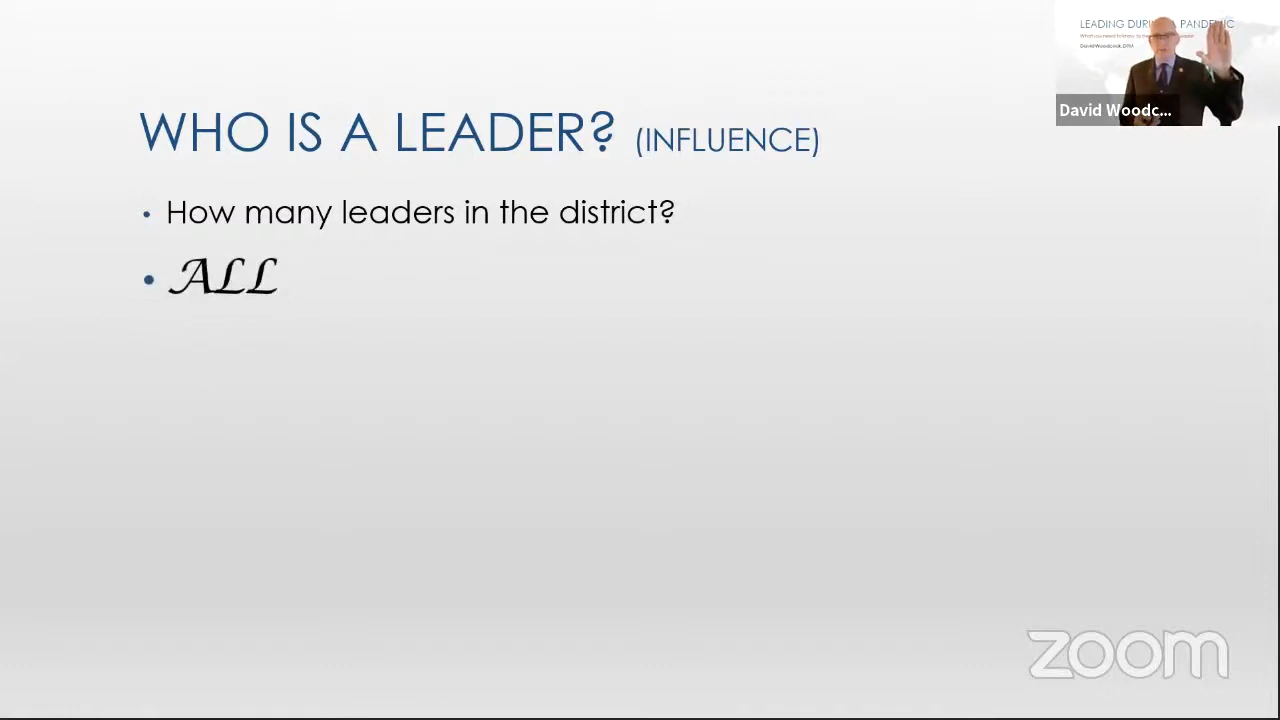 WHO IS A LEADER? (INFLUENCE)
• How many leaders in the district?
• ALL
LEADING DURING A PANDEMIC
David Woodcock, DTM
David Woodc...
zoom